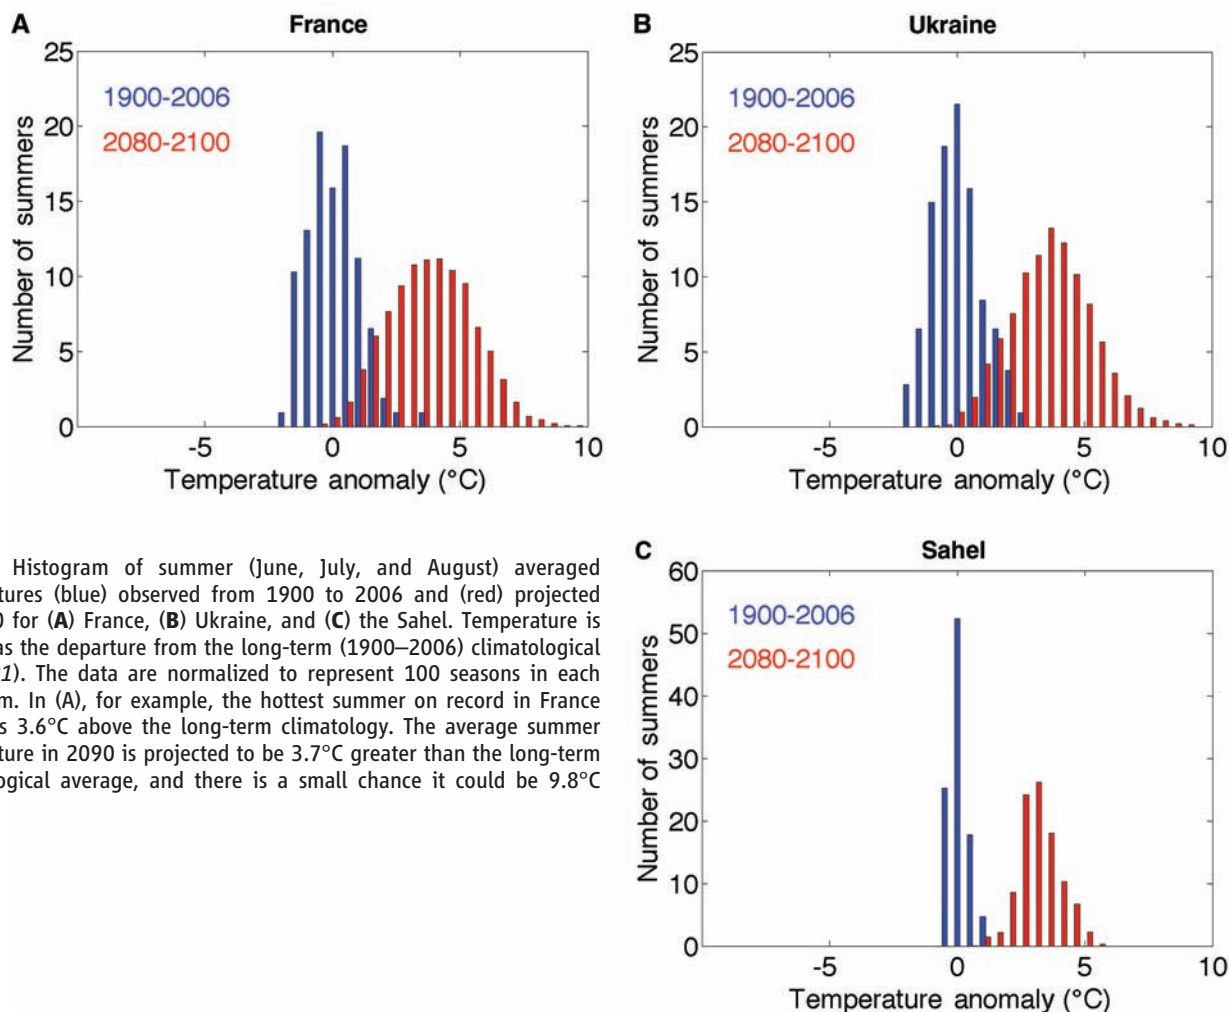 A France
25
20
15
10
5
0
Number of summers
1900-2006
2080-2100
-5 0 5 10
Temperature anomaly (°C)
B Ukraine
25
20
15
10
5
0
Number of summers
1900-2006
2080-2100
-5 0 5 10
Temperature anomaly (°C)
Histogram of summer (June, July, and August) averaged
tures (blue) observed from 1900 to 2006 and (red) projected
0 for (A) France, (B) Ukraine, and (C) the Sahel. Temperature is
as the departure from the long-term (1900–2006) climatological
1). The data are normalized to represent 100 seasons in each
m. In (A), for example, the hottest summer on record in France
s 3.6°C above the long-term climatology. The average summer
ture in 2090 is projected to be 3.7°C greater than the long-term
ogical average, and there is a small chance it could be 9.8°C
C Sahel
60
50
40
30
20
10
0
Number of summers
1900-2006
2080-2100
-5 0 5 10
Temperature anomaly (°C)